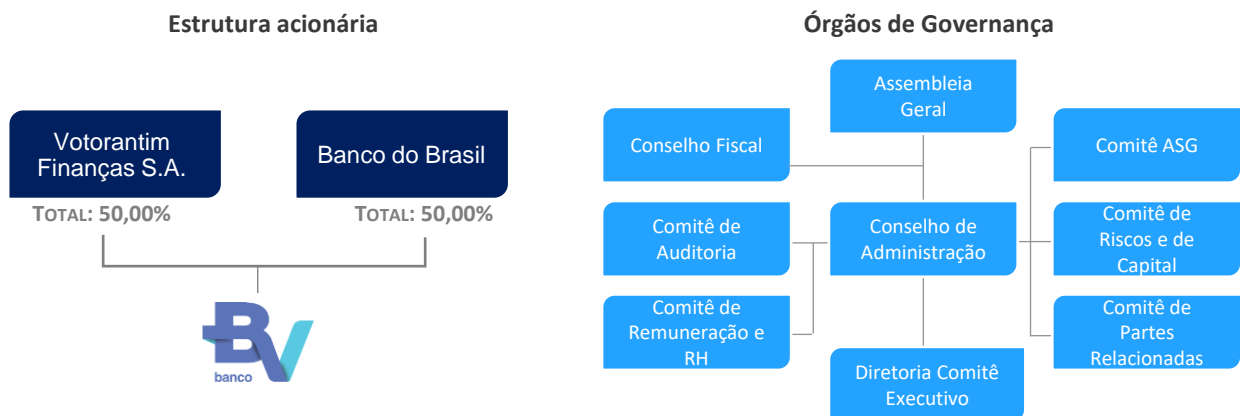 Estrutura acionária
Votorantim
Finanças S.A.
Banco do Brasil
TOTAL: 50,00%
TOTAL: 50,00%
BV
banco
Órgãos de Governança
Assembleia
Geral
Conselho Fiscal
Comitê ASG
Comitê de
Auditoria
Conselho de
Administração
Comitê de
Riscos e de
Capital
Comitê de
Remuneração e
RH
Comitê de
Partes
Relacionadas
Diretoria Comitê
Executivo